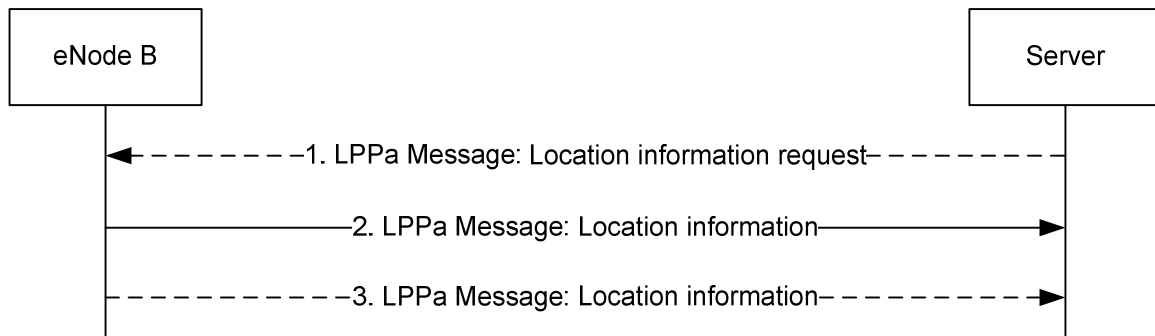 eNode B
Server
1. LPPa Message: Location information request
2. LPPa Message: Location information
3. LPPa Message: Location information